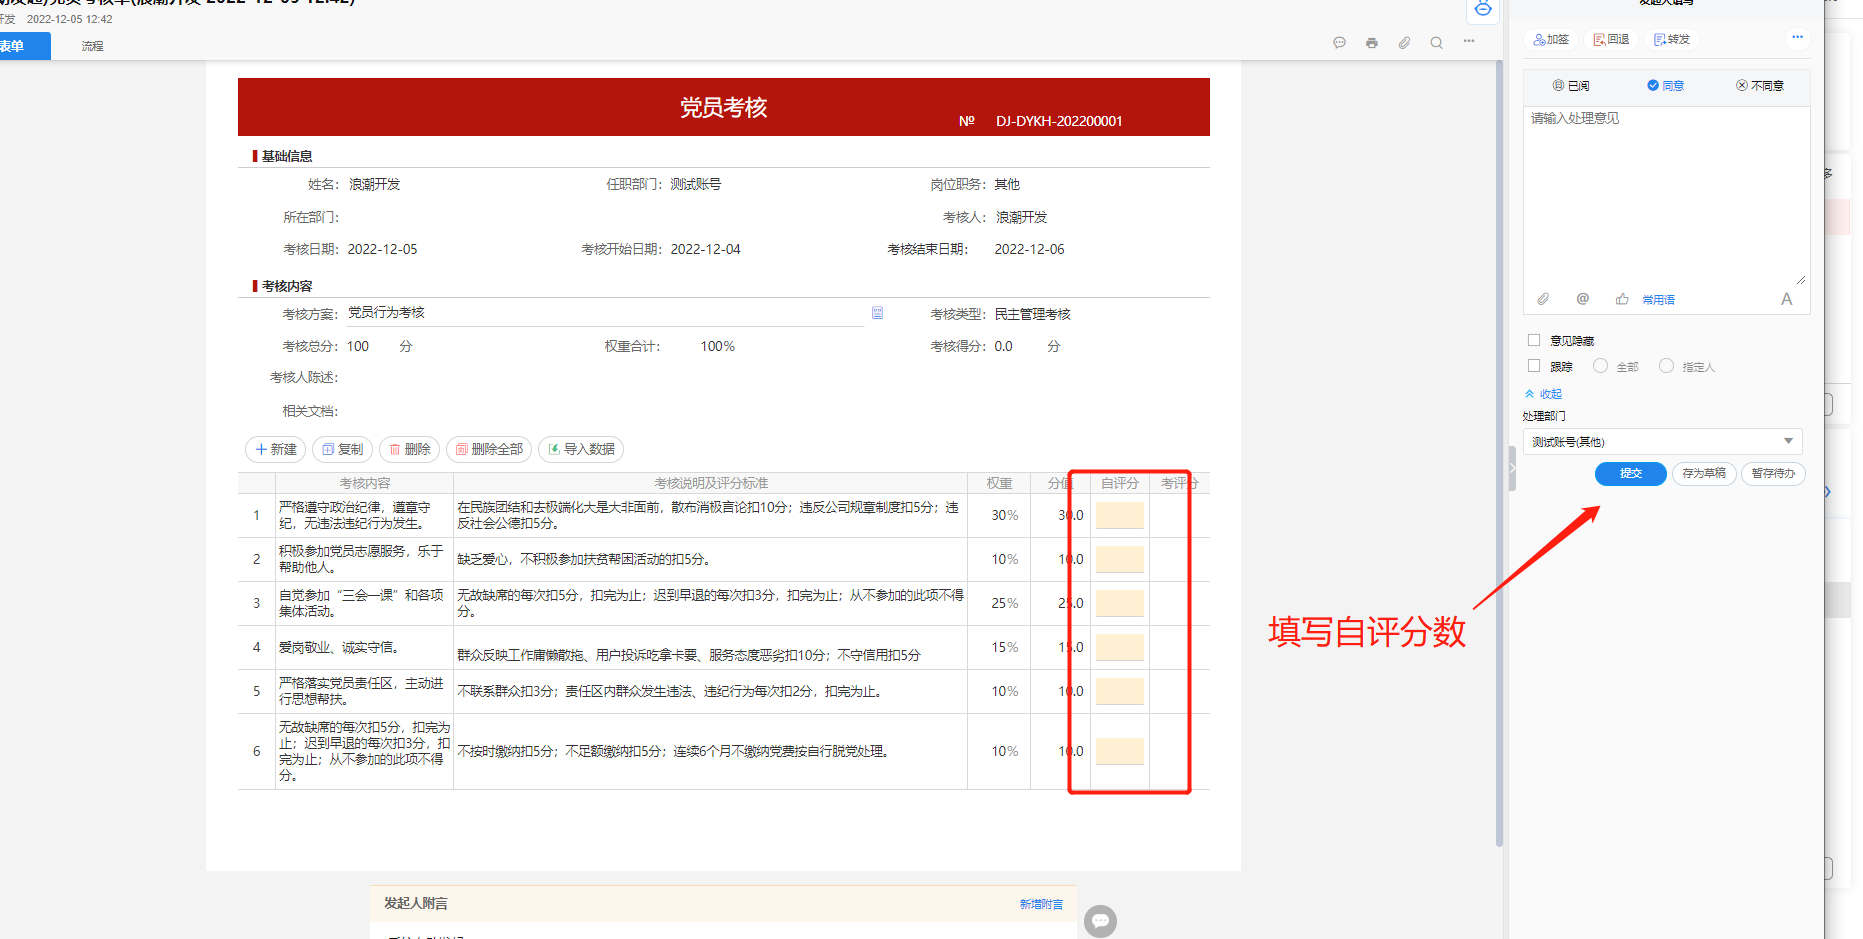 党员考核单(浪潮开发 2022-12-05 12:42)
开发 2022-12-05 12:42
表单 流程
党员考核
№ DJ-DYKH-202200001
基础信息
姓名： 浪潮开发 任职部门： 测试账号 岗位职务： 其他
所在部门： 考核人： 浪潮开发
考核日期： 2022-12-05 考核开始日期： 2022-12-04 考核结束日期： 2022-12-06
考核内容
考核方案： 党员行为考核 考核类型： 民主管理考核
考核总分： 100 分 权重合计： 100% 考核得分： 0.0 分
考核人陈述：
相关文档：
新建 复制 删除 删除全部 导入数据
考核内容 考核说明及评分标准 权重 分值 自评分 考评分
1 严格遵守政治纪律，遵章守纪，无违法违纪行为发生。 在民族团结和去极端化大是大非面前，散布消极言论扣10分；违反公司规章制度扣5分；违反社会公德扣5分。 30% 30.0
2 积极参加党员志愿服务，乐于帮助他人。 缺乏爱心，不积极参加扶贫帮困活动的扣5分。 10% 10.0
3 自觉参加“三会一课”和各项集体活动。 无故缺席的每次扣5分，扣完为止；迟到早退的每次扣3分，扣完为止；从不参加的此项不得分。 25% 25.0
4 爱岗敬业、诚实守信。 群众反映工作庸懒散拖、用户投诉吃拿卡要、服务态度恶劣扣10分；不守信用扣5分 15% 15.0
5 严格落实党员责任区，主动进行思想帮扶。 不联系群众扣3分；责任区内群众发生违法、违纪行为每次扣2分，扣完为止。 10% 10.0
6 无故缺席的每次扣5分，扣完为止；迟到早退的每次扣3分，扣完为止；从不参加的此项不得分。 不按时缴纳扣5分；不足额缴纳扣5分；连续6个月不缴纳党费按自行脱党处理。 10% 10.0
填写自评分数
发起人附言 新增附言
发起人填写
加签 回退 转发
已阅 同意 不同意
请输入处理意见
@ 常用语 A
意见隐藏
跟踪 全部 指定人
收起
处理部门
测试账号(其他)
提交 存为草稿 暂存待办
多